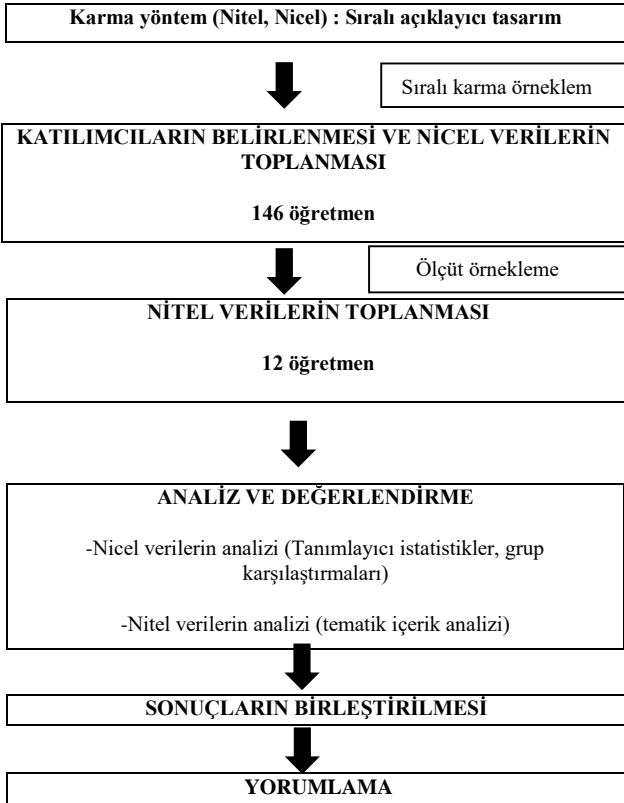 Karma yöntem (Nitel, Nicel) : Sıralı açıklayıcı tasarım
Sıralı karma örneklem
KATILIMCILARIN BELİRLENMESİ VE NİCEL VERİLERİN
TOPLANMASI
146 öğretmen
Ölçüt örnekleme
NİTEL VERİLERİN TOPLANMASI
12 öğretmen
ANALİZ VE DEĞERLENDİRME
-Nicel verilerin analizi (Tanımlayıcı istatistikler, grup
karşılaştırmaları)
-Nitel verilerin analizi (tematik içerik analizi)
SONUÇLARIN BİRLEŞTİRİLMESİ
YORUMLAMA